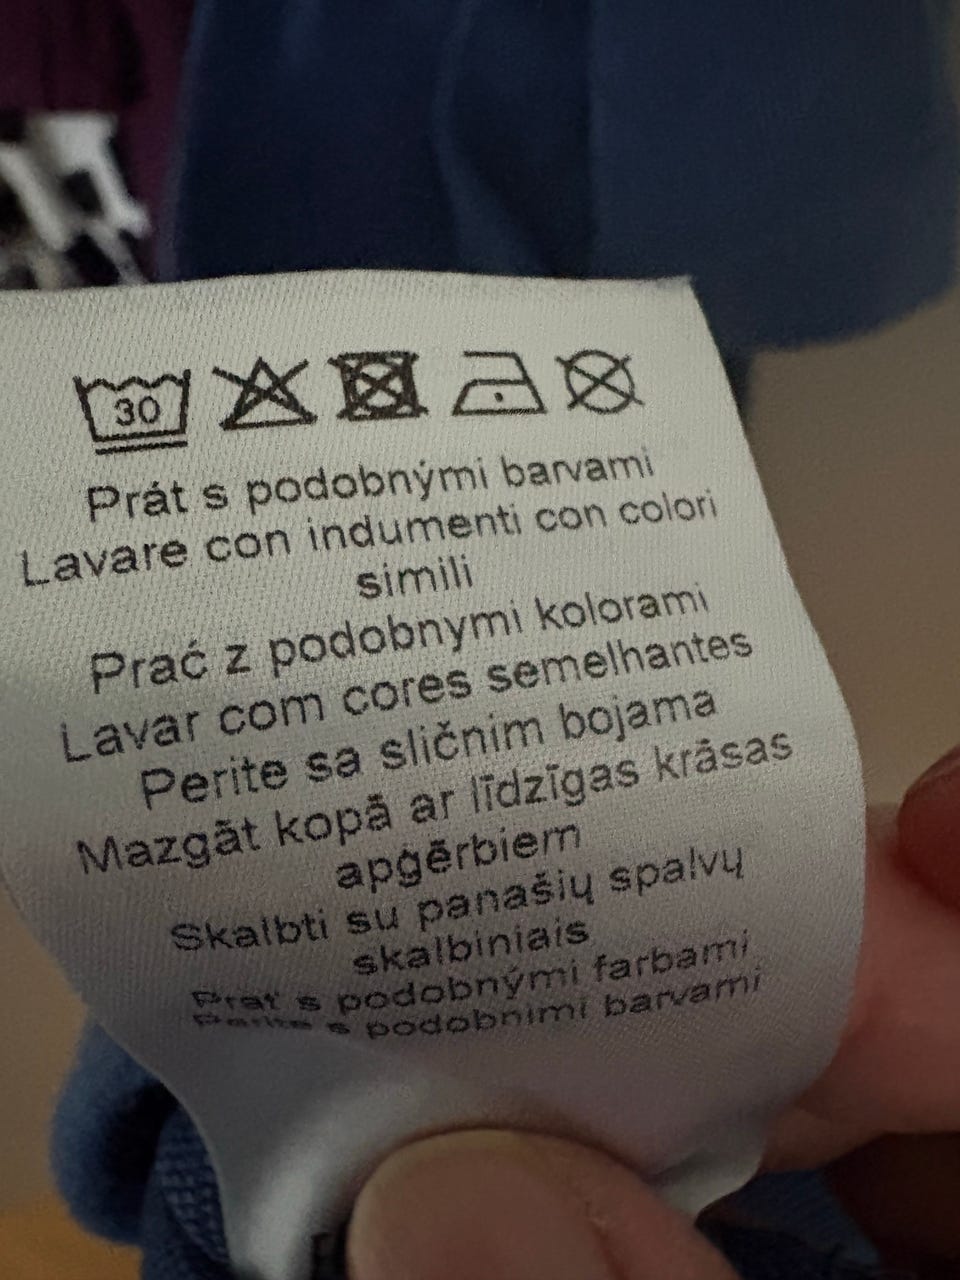 30
Prát s podobnými barvami
Lavare con indumenti con colori
simili
Prać z podobnymi kolorami
Lavar com cores semelhantes
Perite sa sličnim bojama
Mazgāt kopā ar līdzīgas krāsas
apģērbiem
Skalbti su panašių spalvų
skalbiniais
Prať s podobnými farbami
Perite s podobnimi barvami